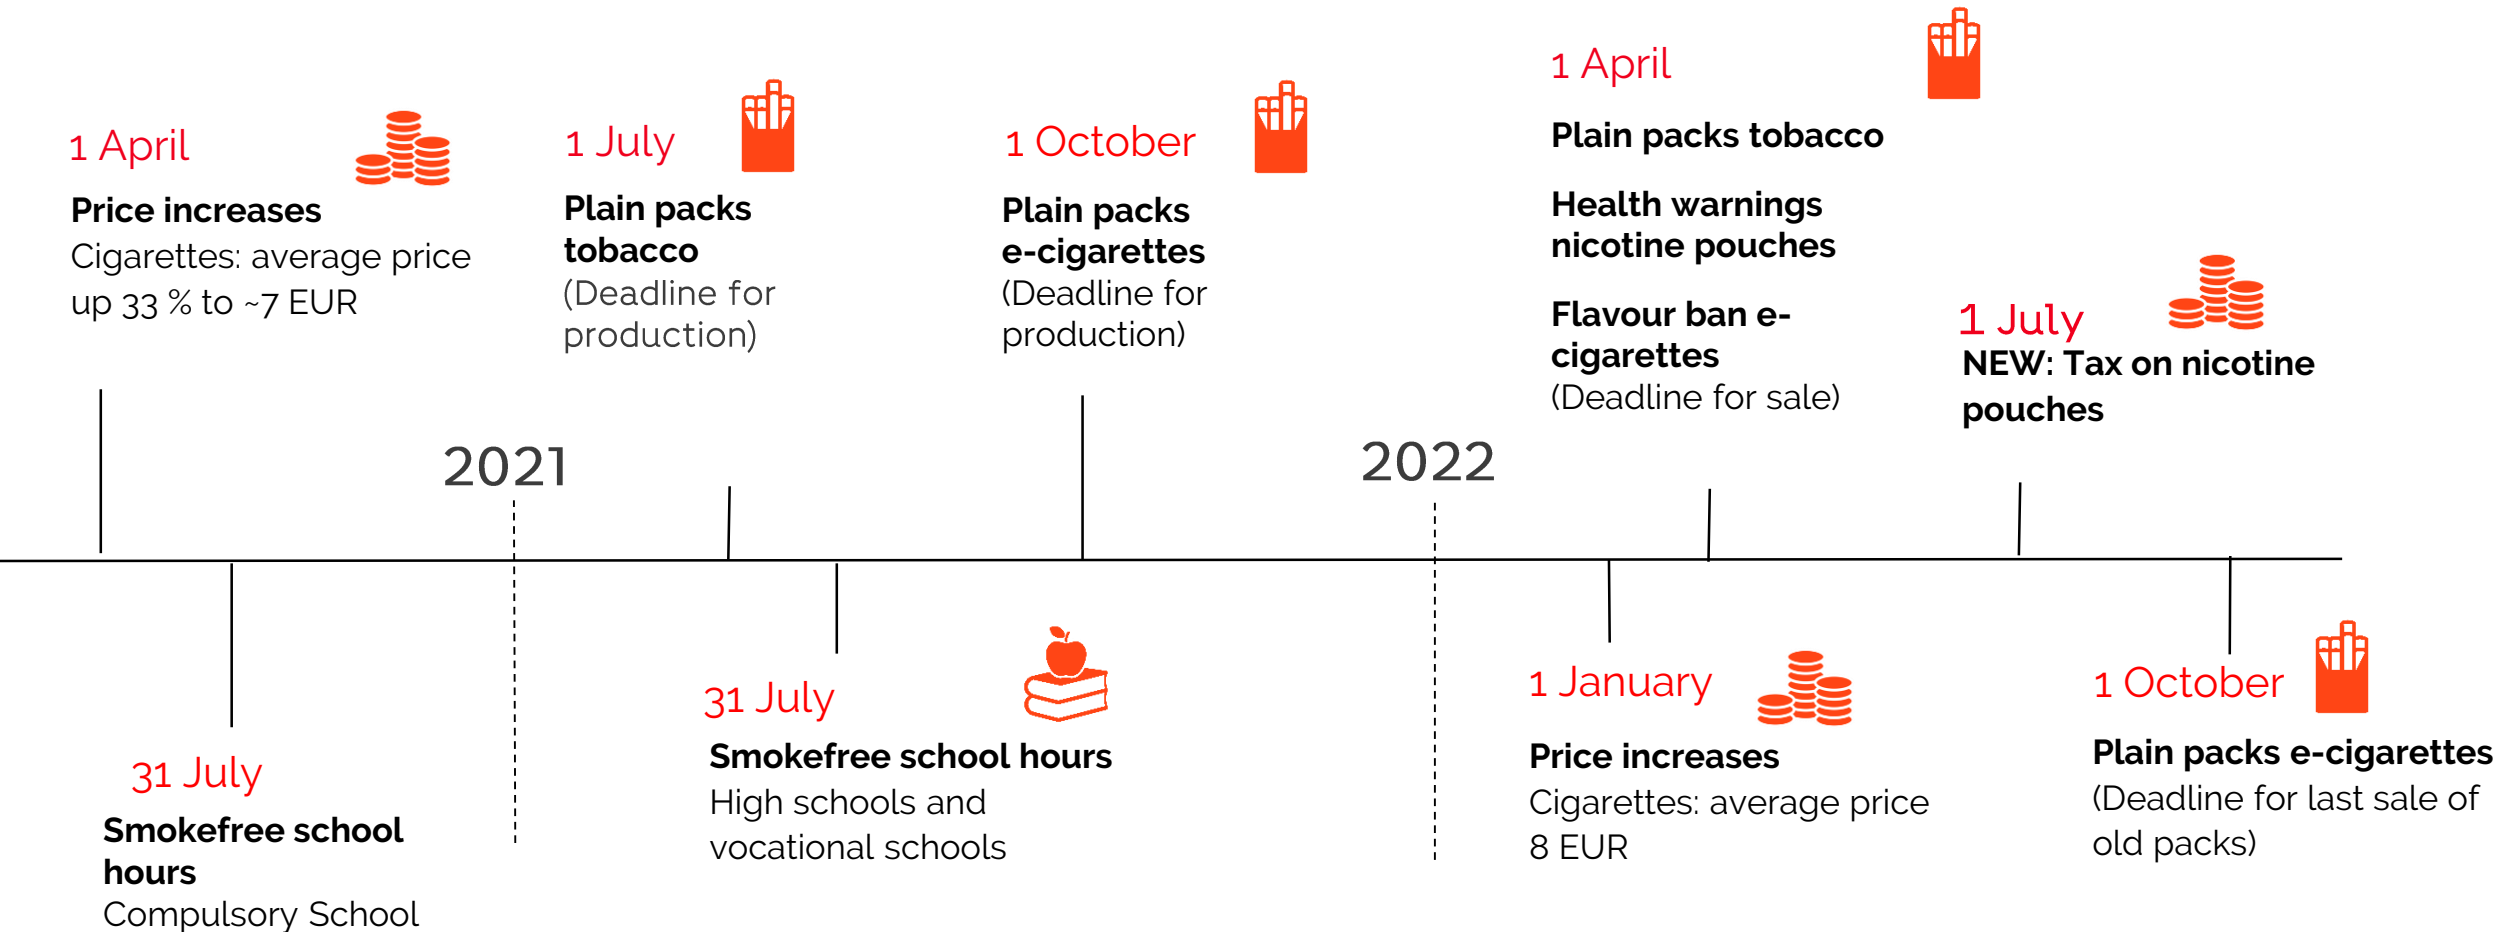 1 April
Price increases
Cigarettes: average price
up 33 % to ~7 EUR
31 July
Smokefree school
hours
Compulsory School
2021
1 July
Plain packs
tobacco
(Deadline for
production)
31 July
Smokefree school hours
High schools and
vocational schools
1 October
Plain packs
e-cigarettes
(Deadline for
production)
2022
1 January
Price increases
Cigarettes: average price
8 EUR
1 April
Plain packs tobacco
Health warnings
nicotine pouches
Flavour ban e-
cigarettes
(Deadline for sale)
1 July
NEW: Tax on nicotine
pouches
1 October
Plain packs e-cigarettes
(Deadline for last sale of
old packs)